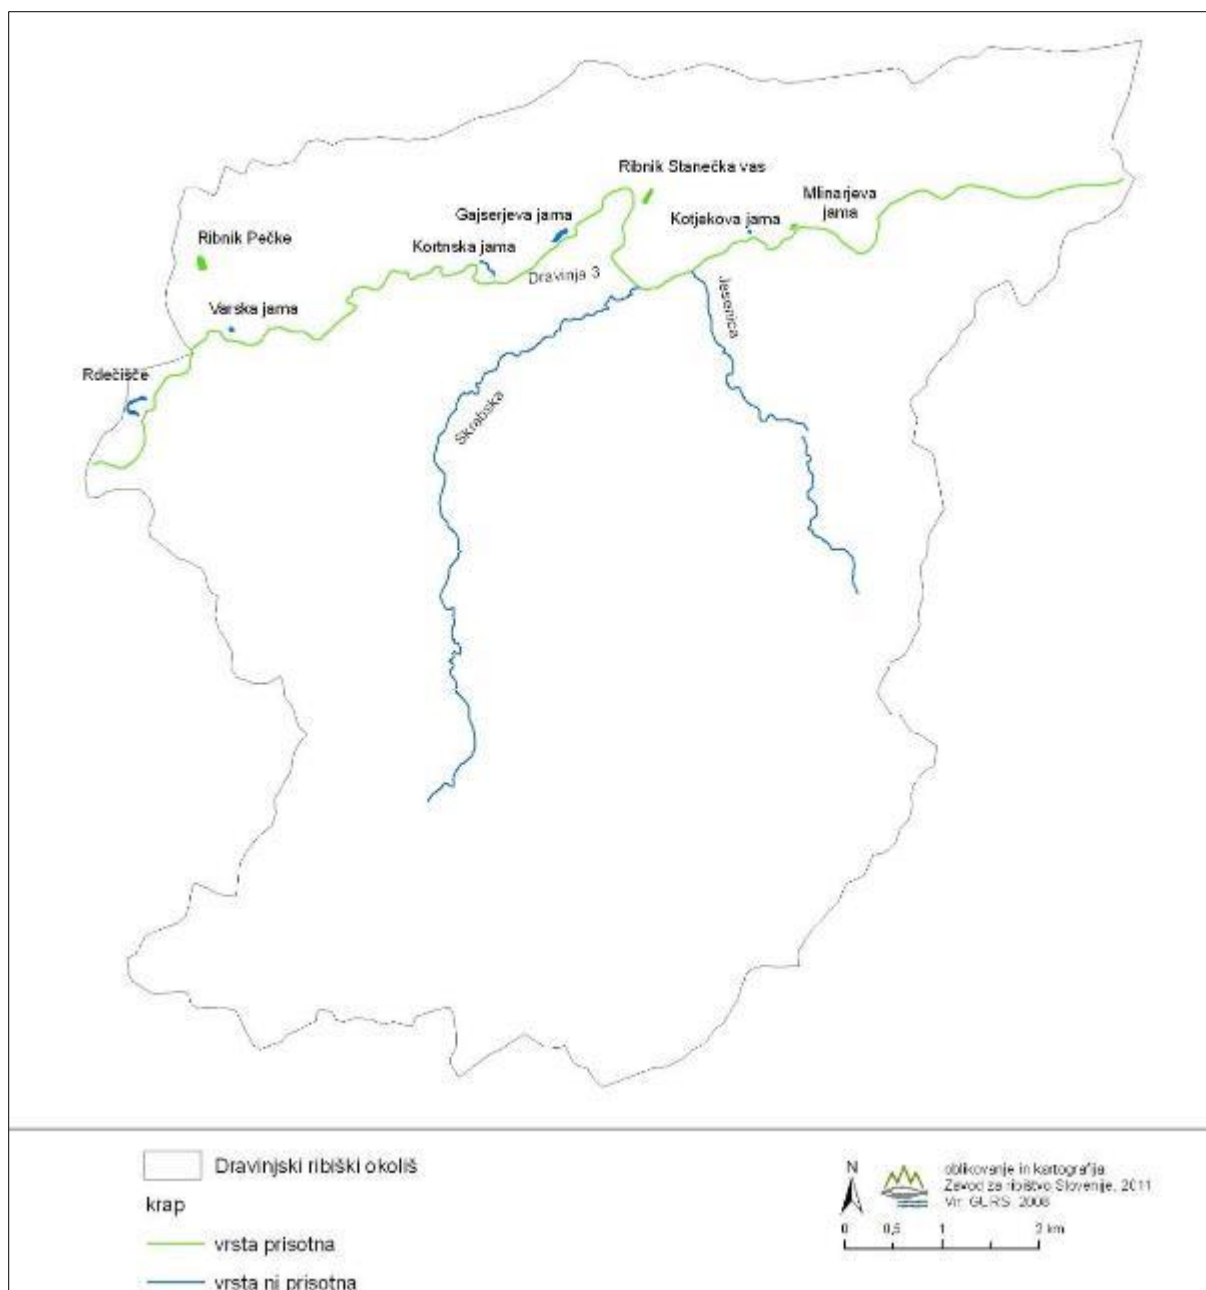 Ribnik Stanečka vas
Mlinarjeva
jama
Gajserjeva jama
Kotjekova jama
Ribnik Pečke
Kortnska jama
Dravinja 3
Jesenica
Varska jama
Rdečišče
Skrabska
Dravinjski ribiški okoliš
krap
vrsta prisotna
vrsta ni prisotna
N
oblikovanje in kartografija
Zavod za ribištvo Slovenije, 2011
Vir: GURS, 2008
0 0,5 1 2 km